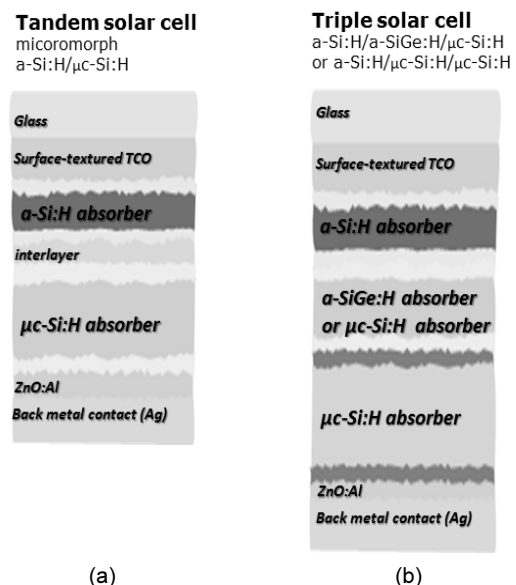 Tandem solar cell
micoromorph
a-Si:H/μc-Si:H
Glass
Surface-textured TCO
a-Si:H absorber
interlayer
μc-Si:H absorber
ZnO:Al
Back metal contact (Ag)
(a)
Triple solar cell
a-Si:H/a-SiGe:H/μc-Si:H
or a-Si:H/μc-Si:H/μc-Si:H
Glass
Surface-textured TCO
a-Si:H absorber
a-SiGe:H absorber
or μc-Si:H absorber
μc-Si:H absorber
ZnO:Al
Back metal contact (Ag)
(b)